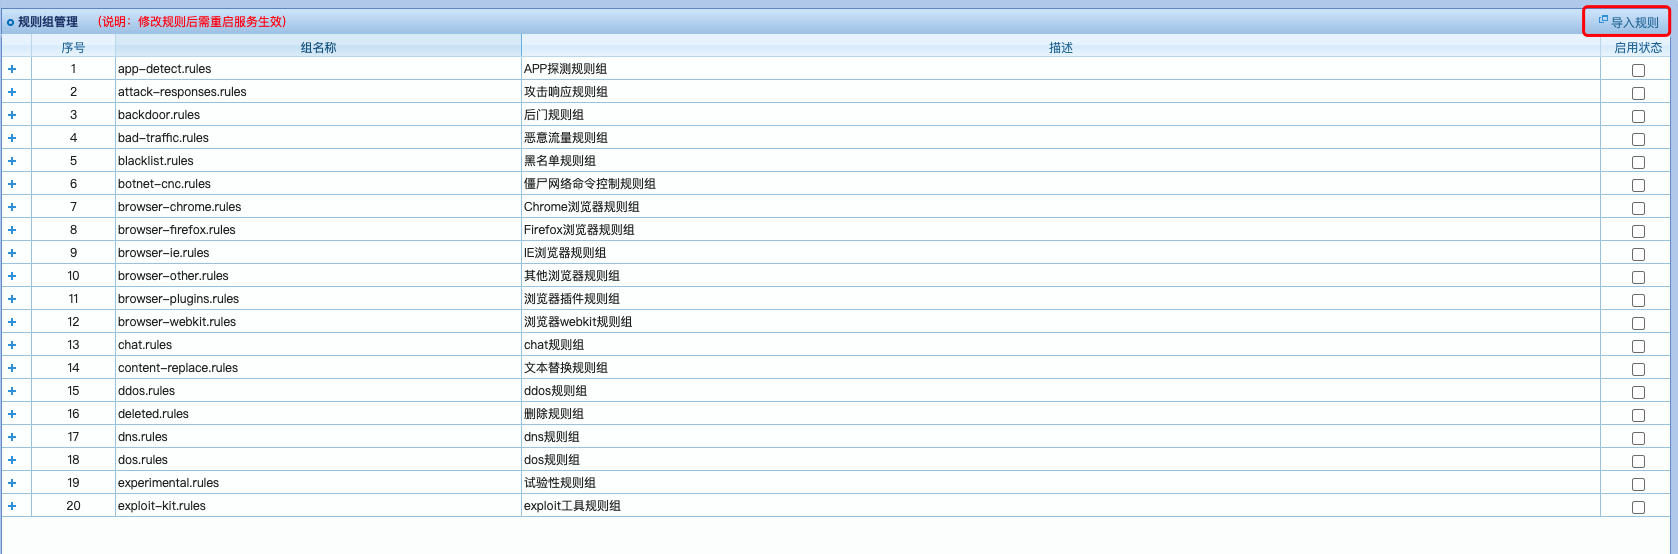 规则组管理 (说明：修改规则后需重启服务生效) 导入规则
序号 组名称 描述 启用状态
1 app-detect.rules APP探测规则组
2 attack-responses.rules 攻击响应规则组
3 backdoor.rules 后门规则组
4 bad-traffic.rules 恶意流量规则组
5 blacklist.rules 黑名单规则组
6 botnet-cnc.rules 僵尸网络命令控制规则组
7 browser-chrome.rules Chrome浏览器规则组
8 browser-firefox.rules Firefox浏览器规则组
9 browser-ie.rules IE浏览器规则组
10 browser-other.rules 其他浏览器规则组
11 browser-plugins.rules 浏览器插件规则组
12 browser-webkit.rules 浏览器webkit规则组
13 chat.rules chat规则组
14 content-replace.rules 文本替换规则组
15 ddos.rules ddos规则组
16 deleted.rules 删除规则组
17 dns.rules dns规则组
18 dos.rules dos规则组
19 experimental.rules 试验性规则组
20 exploit-kit.rules exploit工具规则组